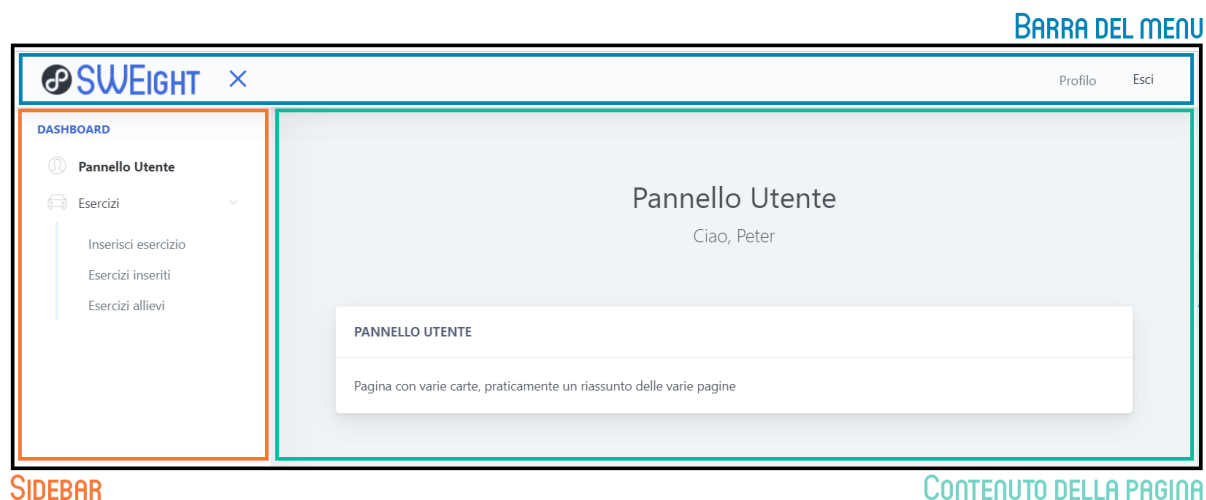 Barra del menu
SWEight
Profilo
Esci
DASHBOARD
Pannello Utente
Esercizi
Inserisci esercizio
Esercizi inseriti
Esercizi allievi
Pannello Utente
Ciao, Peter
PANNELLO UTENTE
Pagina con varie carte, praticamente un riassunto delle varie pagine
Sidebar
Contenuto della pagina